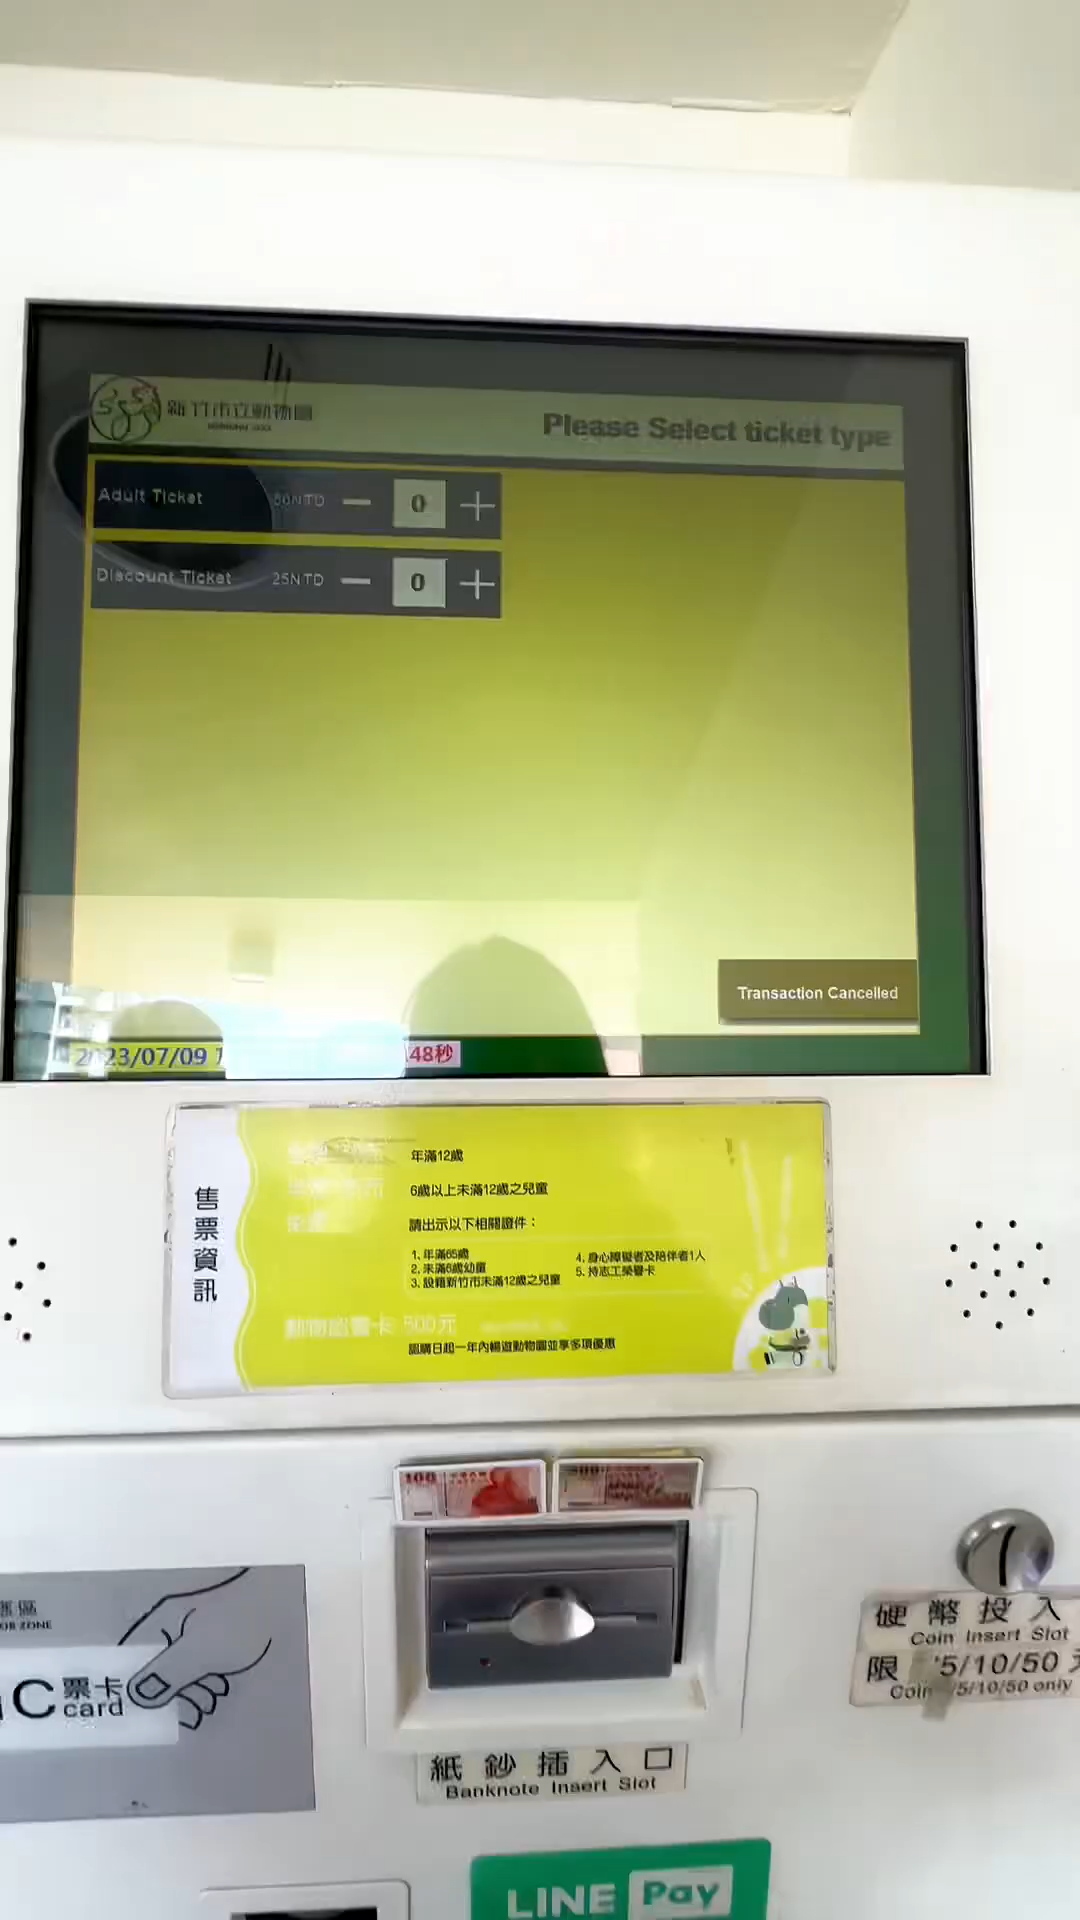 新竹市立動物園
Please Select ticket type
Adult Ticket NTD 0
Discount Ticket 25NTD 0
Transaction Cancelled
2023/07/09
48秒
售票資訊
年滿12歲
6歲以上未滿12歲之兒童
請出示以下相關證件：
1. 年滿65歲
2. 未滿6歲幼童
3. 設籍新竹市未滿12歲之兒童
4. 身心障礙者及陪伴者1人
5. 持志工榮譽卡
500元
認購日起一年內暢遊動物園並享多項優惠
100
ZONE
C 票卡
card
硬幣投入
Coin Insert Slot
限 5/10/50
Coin /5/10/50 only
紙鈔插入口
Banknote Insert Slot
LINE Pay